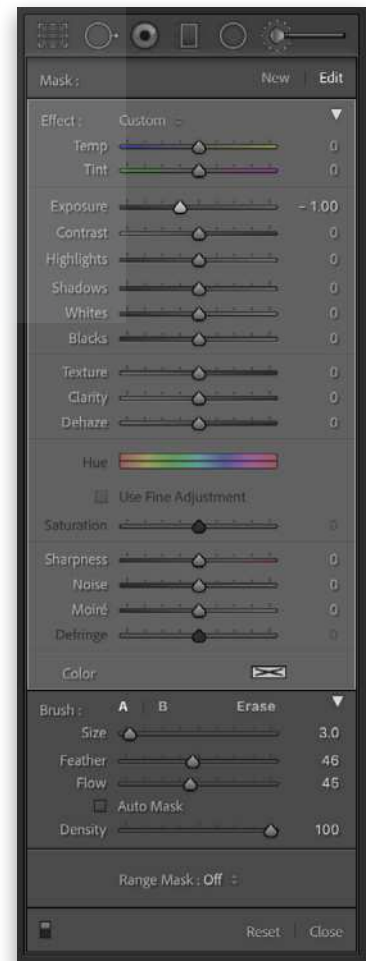 Mask : New Edit
Effect : Custom
Temp 0
Tint 0
Exposure – 1.00
Contrast 0
Highlights 0
Shadows 0
Whites 0
Blacks 0
Texture 0
Clarity 0
Dehaze 0
Hue
Use Fine Adjustment
Saturation 0
Sharpness 0
Noise 0
Moiré 0
Defringe 0
Color
Brush : A B Erase
Size 3.0
Feather 46
Flow 45
Auto Mask
Density 100
Range Mask : Off
Reset Close